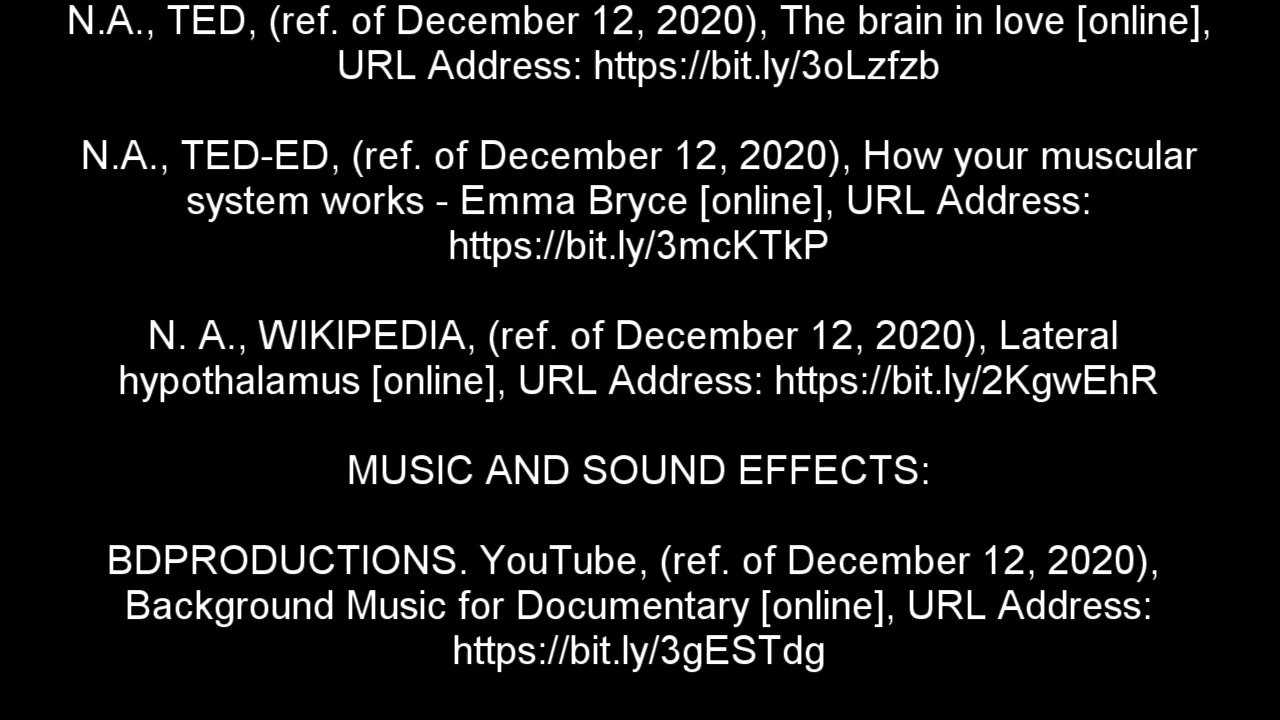 N.A., TED, (ref. of December 12, 2020), The brain in love [online],
URL Address: https://bit.ly/3oLzfzb
N.A., TED-ED, (ref. of December 12, 2020), How your muscular
system works - Emma Bryce [online], URL Address:
https://bit.ly/3mcKTkP
N. A., WIKIPEDIA, (ref. of December 12, 2020), Lateral
hypothalamus [online], URL Address: https://bit.ly/2KgwEhR
MUSIC AND SOUND EFFECTS:
BDPRODUCTIONS. YouTube, (ref. of December 12, 2020),
Background Music for Documentary [online], URL Address:
https://bit.ly/3gESTdg